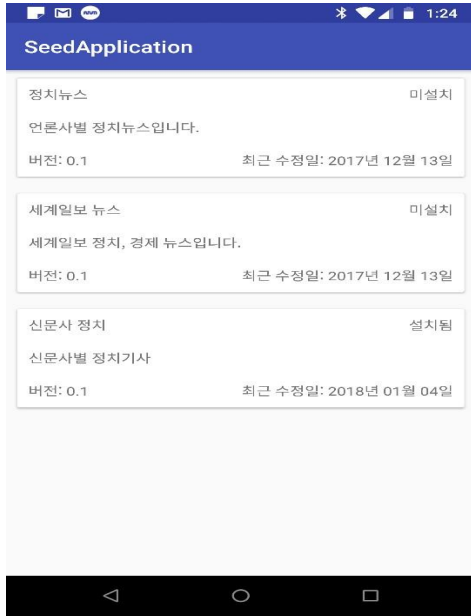 1:24
SeedApplication
정치뉴스 미설치
언론사별 정치뉴스입니다.
버전: 0.1 최근 수정일: 2017년 12월 13일
세계일보 뉴스 미설치
세계일보 정치, 경제 뉴스입니다.
버전: 0.1 최근 수정일: 2017년 12월 13일
신문사 정치 설치됨
신문사별 정치기사
버전: 0.1 최근 수정일: 2018년 01월 04일